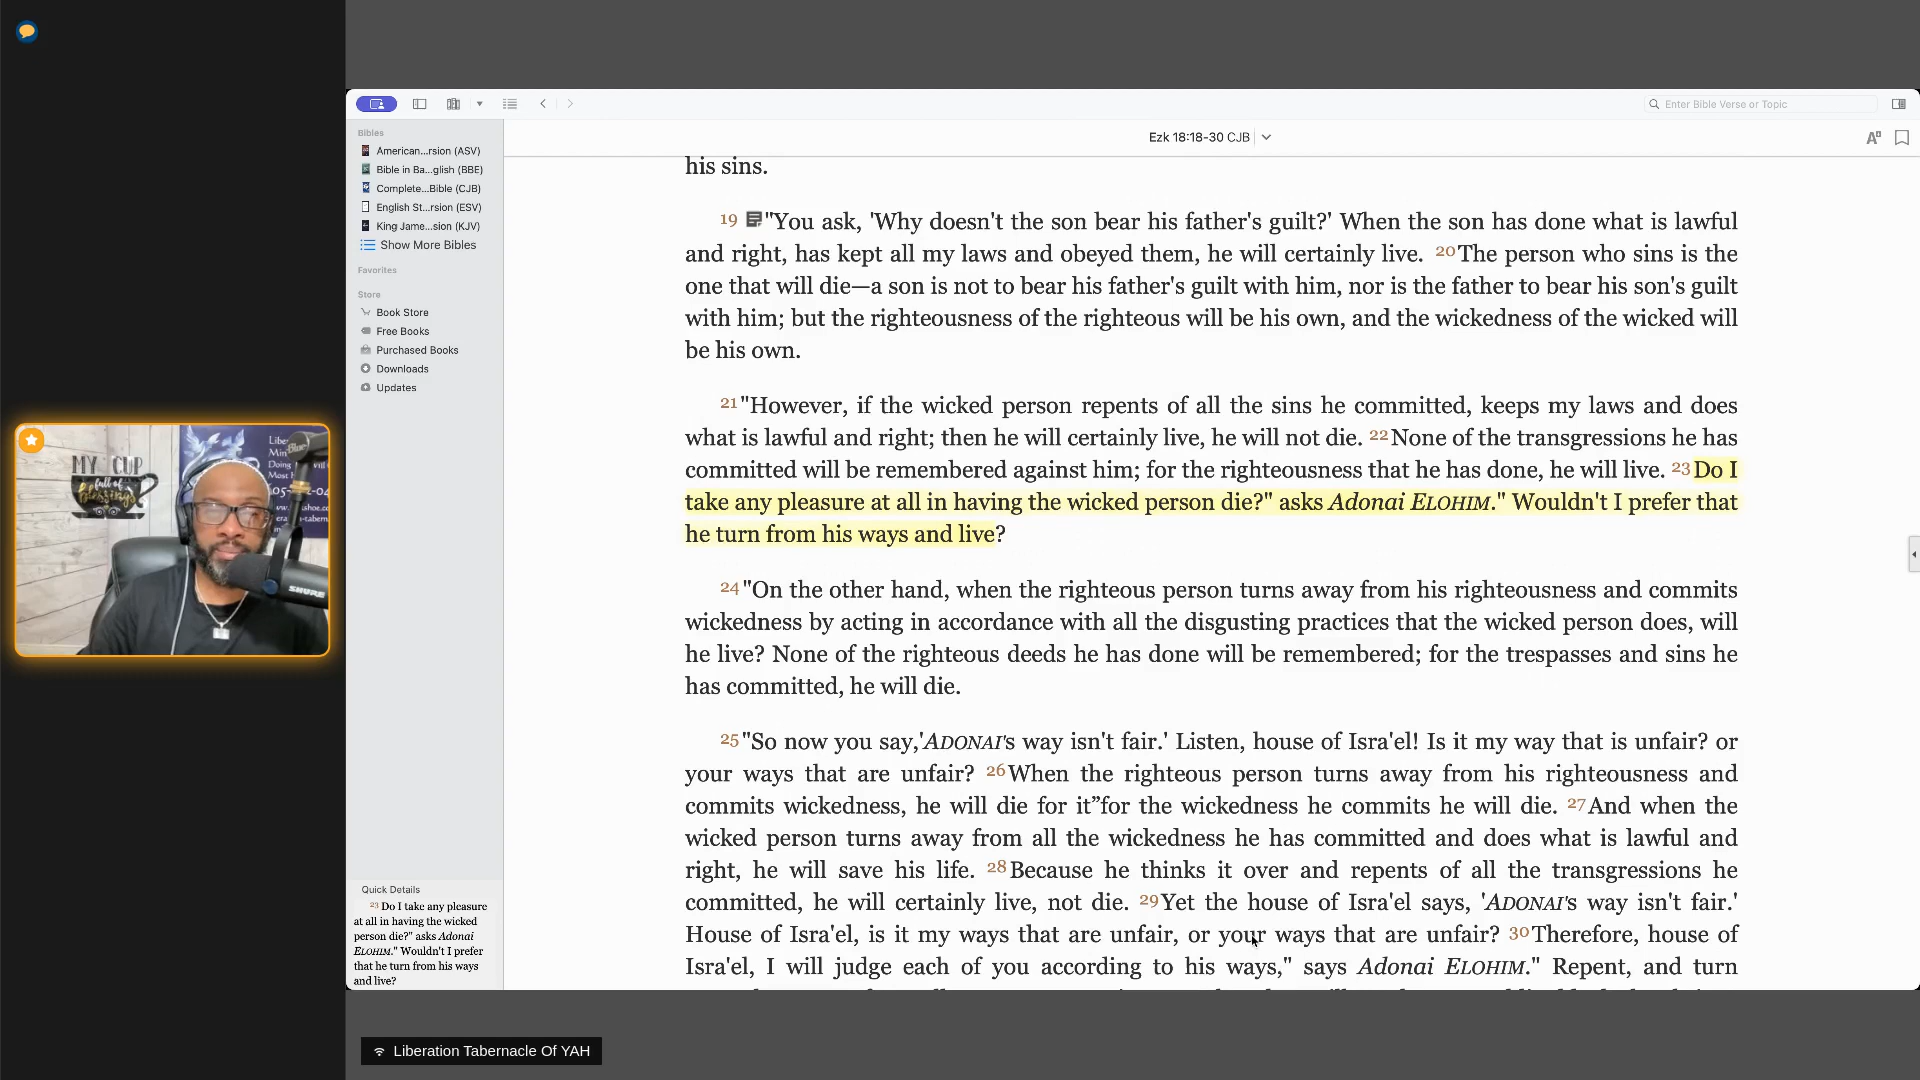 Enter Bible Verse or Topic
Ezk 18:18-30 CJB
Bibles
American...rsion (ASV)
Bible in Ba...glish (BBE)
Complete...Bible (CJB)
English St...rsion (ESV)
King Jame...sion (KJV)
Show More Bibles
Favorites
Store
Book Store
Free Books
Purchased Books
Downloads
Updates
his sins.
19 "You ask, 'Why doesn't the son bear his father's guilt?' When the son has done what is lawful
and right, has kept all my laws and obeyed them, he will certainly live. 20 The person who sins is the
one that will die—a son is not to bear his father's guilt with him, nor is the father to bear his son's guilt
with him; but the righteousness of the righteous will be his own, and the wickedness of the wicked will
be his own.
21 "However, if the wicked person repents of all the sins he committed, keeps my laws and does
what is lawful and right; then he will certainly live, he will not die. 22 None of the transgressions he has
committed will be remembered against him; for the righteousness that he has done, he will live. 23 Do I
take any pleasure at all in having the wicked person die?" asks Adonai ELOHIM." Wouldn't I prefer that
he turn from his ways and live?
24 "On the other hand, when the righteous person turns away from his righteousness and commits
wickedness by acting in accordance with all the disgusting practices that the wicked person does, will
he live? None of the righteous deeds he has done will be remembered; for the trespasses and sins he
has committed, he will die.
25 "So now you say,'ADONAI's way isn't fair.' Listen, house of Isra'el! Is it my way that is unfair? or
your ways that are unfair? 26 When the righteous person turns away from his righteousness and
commits wickedness, he will die for it”for the wickedness he commits he will die. 27 And when the
wicked person turns away from all the wickedness he has committed and does what is lawful and
right, he will save his life. 28 Because he thinks it over and repents of all the transgressions he
committed, he will certainly live, not die. 29 Yet the house of Isra'el says, 'ADONAI's way isn't fair.'
House of Isra'el, is it my ways that are unfair, or your ways that are unfair? 30 Therefore, house of
Isra'el, I will judge each of you according to his ways," says Adonai ELOHIM." Repent, and turn
Quick Details
23 Do I take any pleasure
at all in having the wicked
person die?" asks Adonai
ELOHIM." Wouldn't I prefer
that he turn from his ways
and live?
MY CUP
full of
blessings
Blue
SHURE
Liberation Tabernacle Of YAH